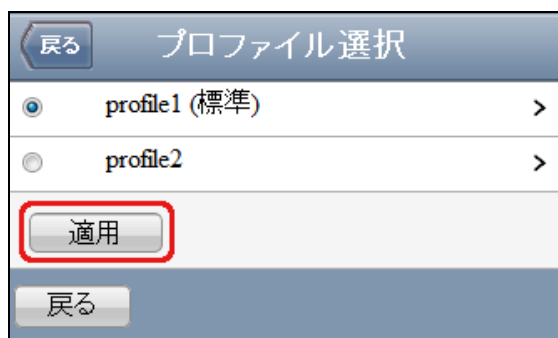 戻る プロファイル選択
profile1 (標準)
profile2
適用
戻る